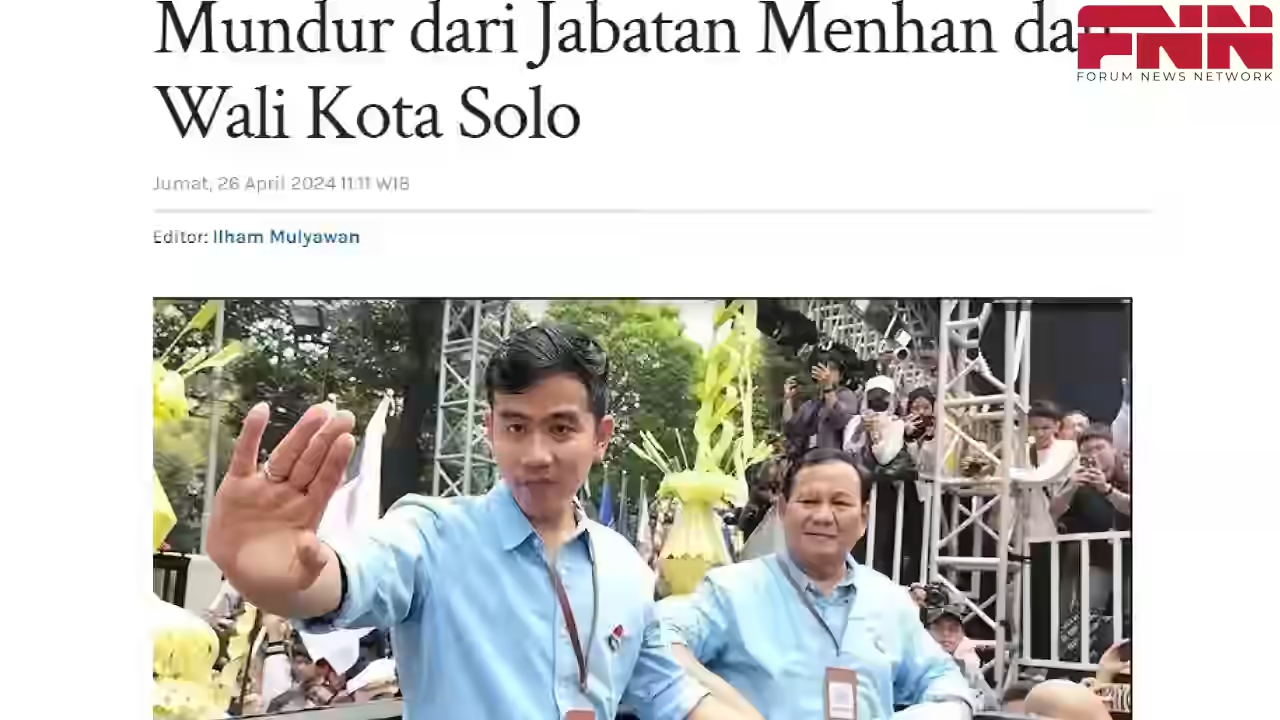 Mundur dari Jabatan Menhan dan
Wali Kota Solo
FNN
FORUM NEWS NETWORK
Jumat, 26 April 2024 11:11 WIB
Editor: Ilham Mulyawan